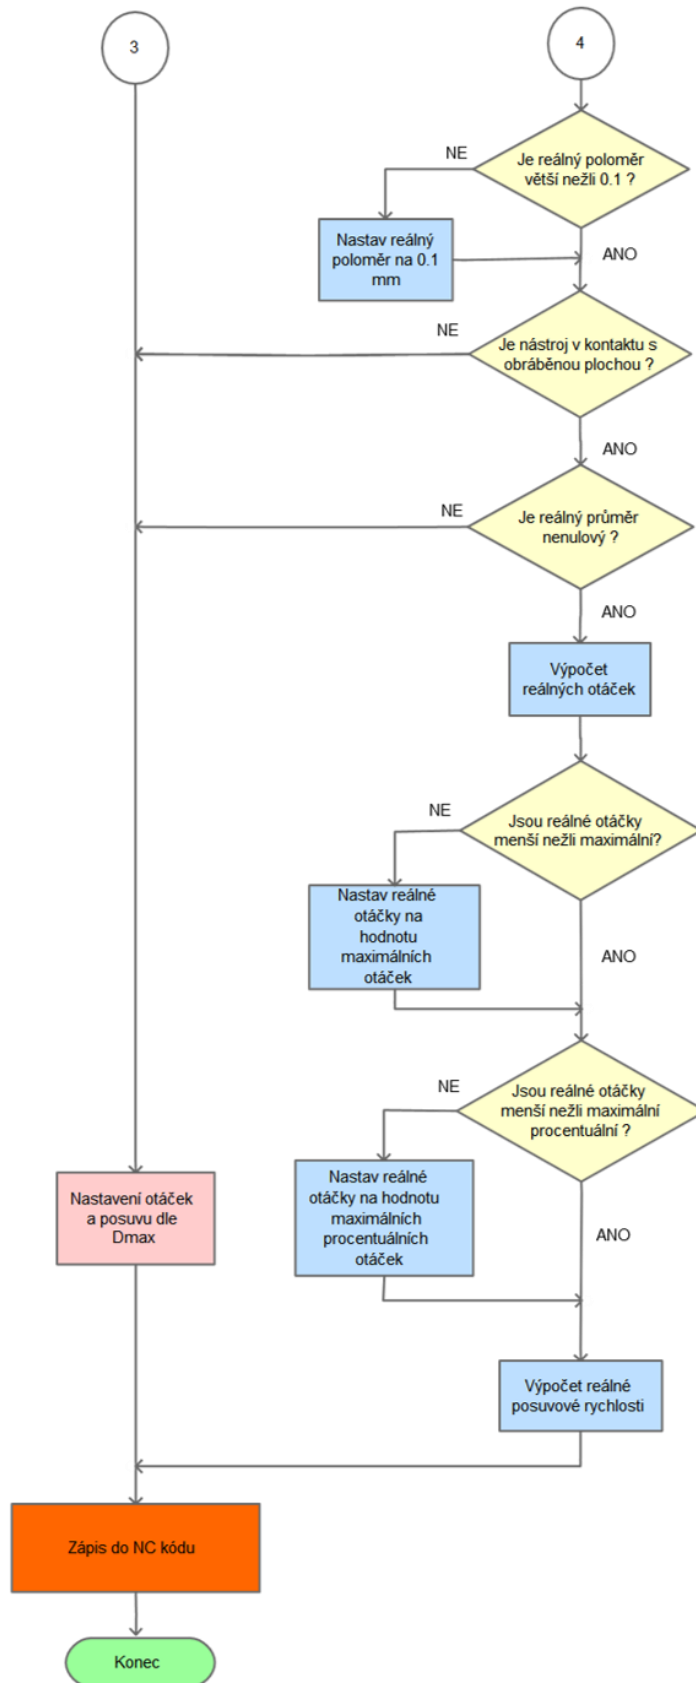 3
4
NE
Je reálný poloměr
větší nežli 0.1 ?
Nastav reálný
poloměr na 0.1
mm
ANO
NE
Je nástroj v kontaktu s
obráběnou plochou ?
ANO
NE
Je reálný průměr
nenulový ?
ANO
Výpočet
reálných otáček
NE
Jsou reálné otáčky
menší nežli maximální?
Nastav reálné
otáčky na
hodnotu
maximálních
otáček
ANO
NE
Jsou reálné otáčky
menší nežli maximální
procentuální ?
Nastav reálné
otáčky na hodnotu
maximálních
procentuálních
otáček
Nastavení otáček
a posuvu dle
Dmax
ANO
Výpočet reálné
posuvové rychlosti
Zápis do NC kódu
Konec